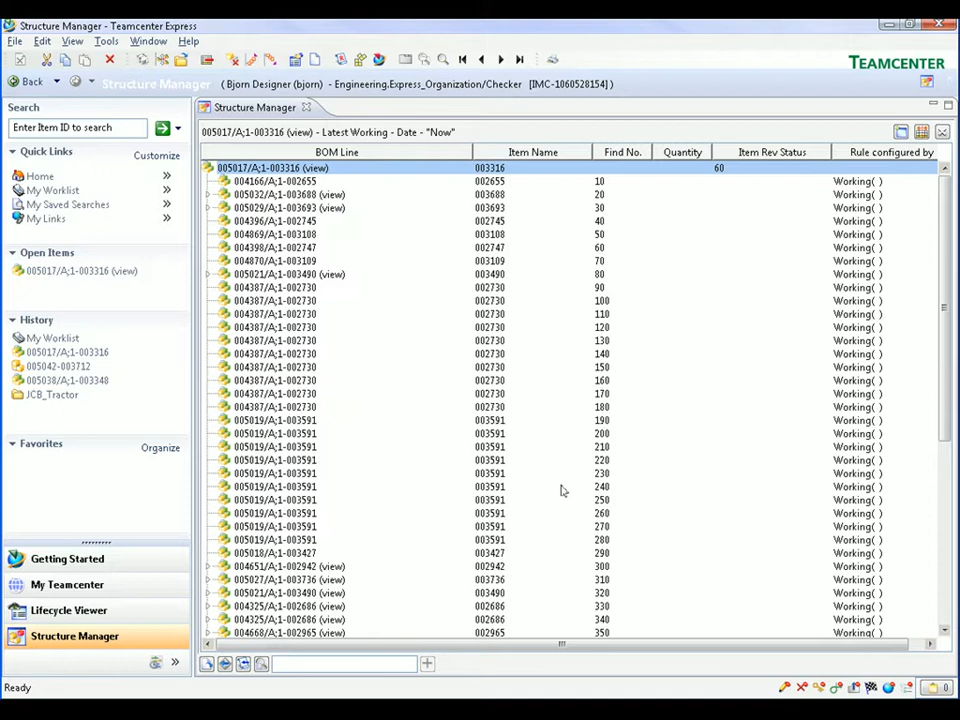 Structure Manager - Teamcenter Express
File Edit View Tools Window Help
TEAMCENTER
Back Structure Manager ( Bjorn Designer (bjorn) - Engineering.Express_Organization/Checker [IMC-1060528154] )
Search
Enter Item ID to search
Quick Links Customize
Home
My Worklist
My Saved Searches
My Links
Open Items
005017/A;1-003316 (view)
History
My Worklist
005017/A;1-003316
005042-003712
005038/A;1-003348
JCB_Tractor
Favorites Organize
Getting Started
My Teamcenter
Lifecycle Viewer
Structure Manager
Structure Manager
005017/A;1-003316 (view) - Latest Working - Date - "Now"
BOM Line Item Name Find No. Quantity Item Rev Status Rule configured by
005017/A;1-003316 (view) 003316 60
004166/A;1-002655 002655 10 Working( )
005032/A;1-003688 (view) 003688 20 Working( )
005029/A;1-003693 (view) 003693 30 Working( )
004396/A;1-002745 002745 40 Working( )
004869/A;1-003108 003108 50 Working( )
004398/A;1-002747 002747 60 Working( )
004870/A;1-003109 003109 70 Working( )
005021/A;1-003490 (view) 003490 80 Working( )
004387/A;1-002730 002730 90 Working( )
004387/A;1-002730 002730 100 Working( )
004387/A;1-002730 002730 110 Working( )
004387/A;1-002730 002730 120 Working( )
004387/A;1-002730 002730 130 Working( )
004387/A;1-002730 002730 140 Working( )
004387/A;1-002730 002730 150 Working( )
004387/A;1-002730 002730 160 Working( )
004387/A;1-002730 002730 170 Working( )
004387/A;1-002730 002730 180 Working( )
005019/A;1-003591 003591 190 Working( )
005019/A;1-003591 003591 200 Working( )
005019/A;1-003591 003591 210 Working( )
005019/A;1-003591 003591 220 Working( )
005019/A;1-003591 003591 230 Working( )
005019/A;1-003591 003591 240 Working( )
005019/A;1-003591 003591 250 Working( )
005019/A;1-003591 003591 260 Working( )
005019/A;1-003591 003591 270 Working( )
005019/A;1-003591 003591 280 Working( )
005018/A;1-003427 003427 290 Working( )
004651/A;1-002942 (view) 002942 300 Working( )
005027/A;1-003736 (view) 003736 310 Working( )
005021/A;1-003490 (view) 003490 320 Working( )
004325/A;1-002686 (view) 002686 330 Working( )
004325/A;1-002686 (view) 002686 340 Working( )
004668/A;1-002965 (view) 002965 350 Working( )
Ready 0